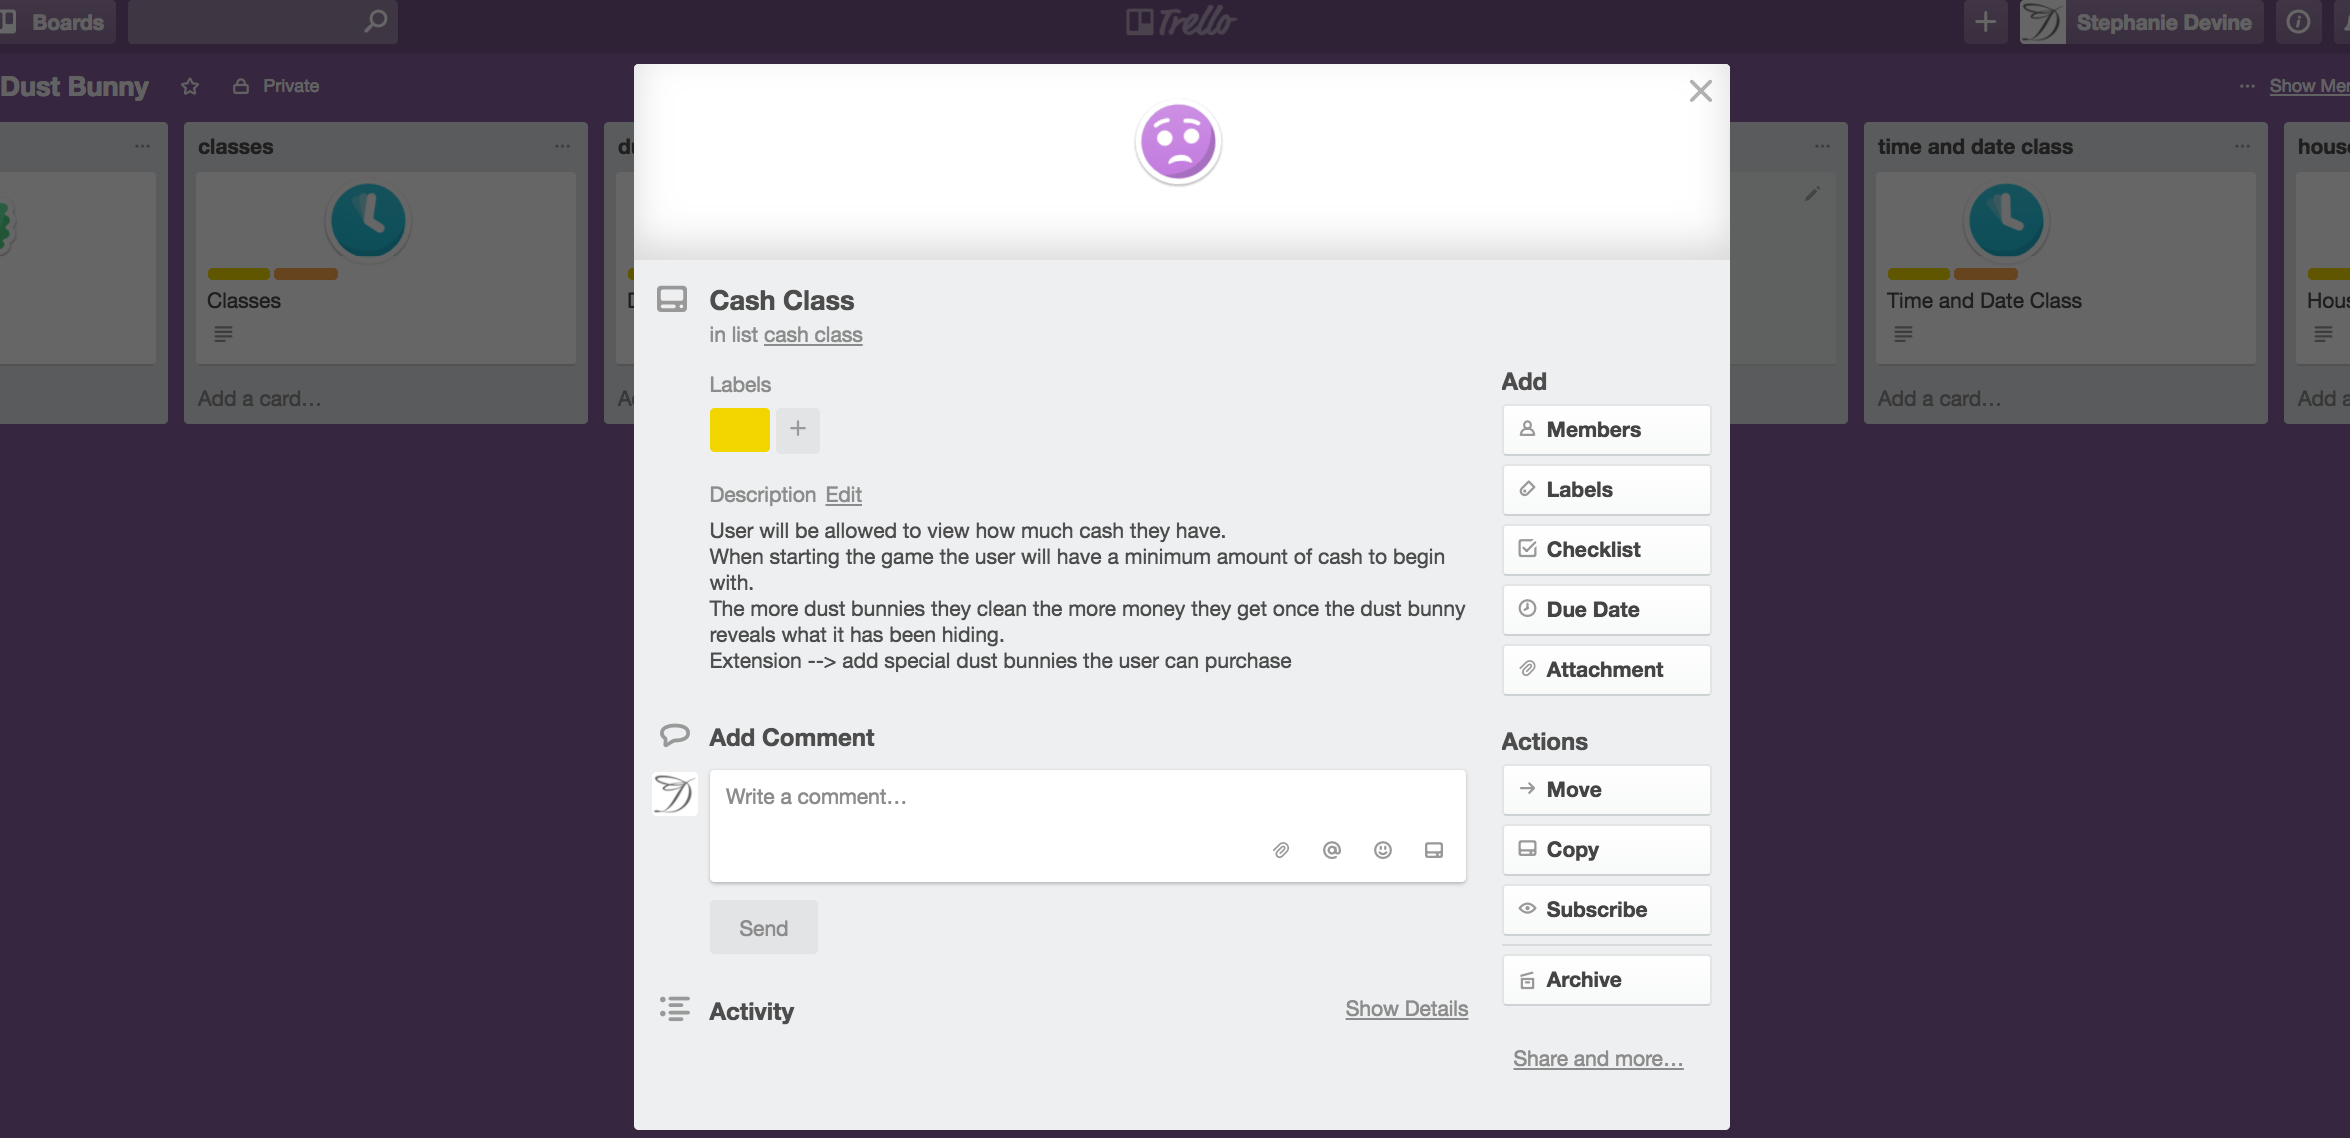 Boards
Trello
Stephanie Devine
Dust Bunny
Private
Show
classes
time and date class
Classes
Add a card…
Time and Date Class
Add a card…
Cash Class
in list cash class
Labels
Description Edit
User will be allowed to view how much cash they have.
When starting the game the user will have a minimum amount of cash to begin
with.
The more dust bunnies they clean the more money they get once the dust bunny
reveals what it has been hiding.
Extension --> add special dust bunnies the user can purchase
Add Comment
Write a comment…
Send
Activity
Show Details
Add
Members
Labels
Checklist
Due Date
Attachment
Actions
Move
Copy
Subscribe
Archive
Share and more…
Add